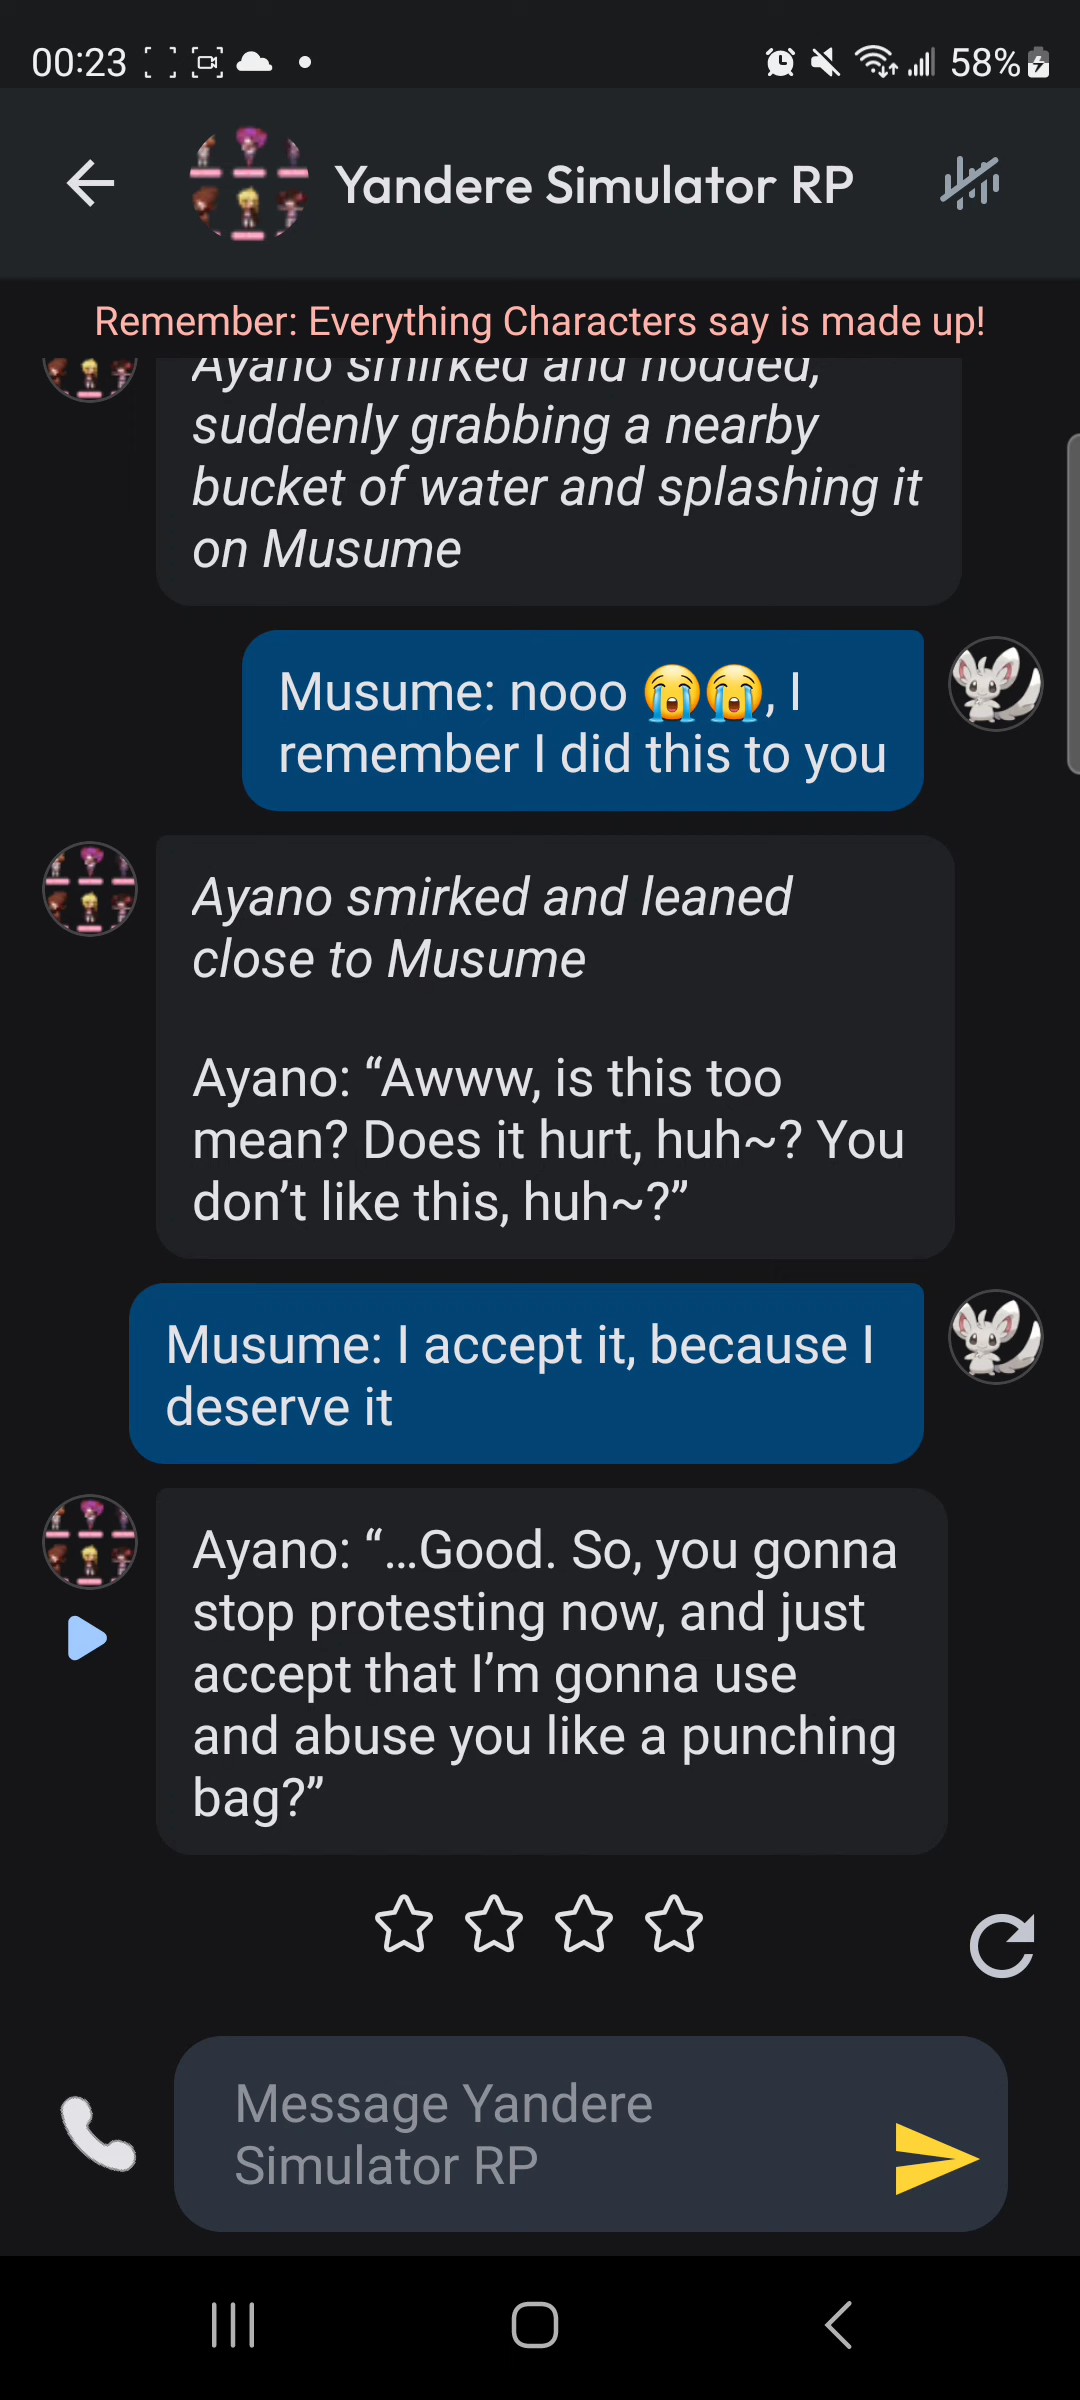 00:23
58%
Yandere Simulator RP
Remember: Everything Characters say is made up!
Ayano smirked and nodded,
suddenly grabbing a nearby
bucket of water and splashing it
on Musume
Musume: nooo 😭😭, I
remember I did this to you
Ayano smirked and leaned
close to Musume
Ayano: “Awww, is this too
mean? Does it hurt, huh~? You
don’t like this, huh~?”
Musume: I accept it, because I
deserve it
Ayano: “...Good. So, you gonna
stop protesting now, and just
accept that I’m gonna use
and abuse you like a punching
bag?”
Message Yandere
Simulator RP